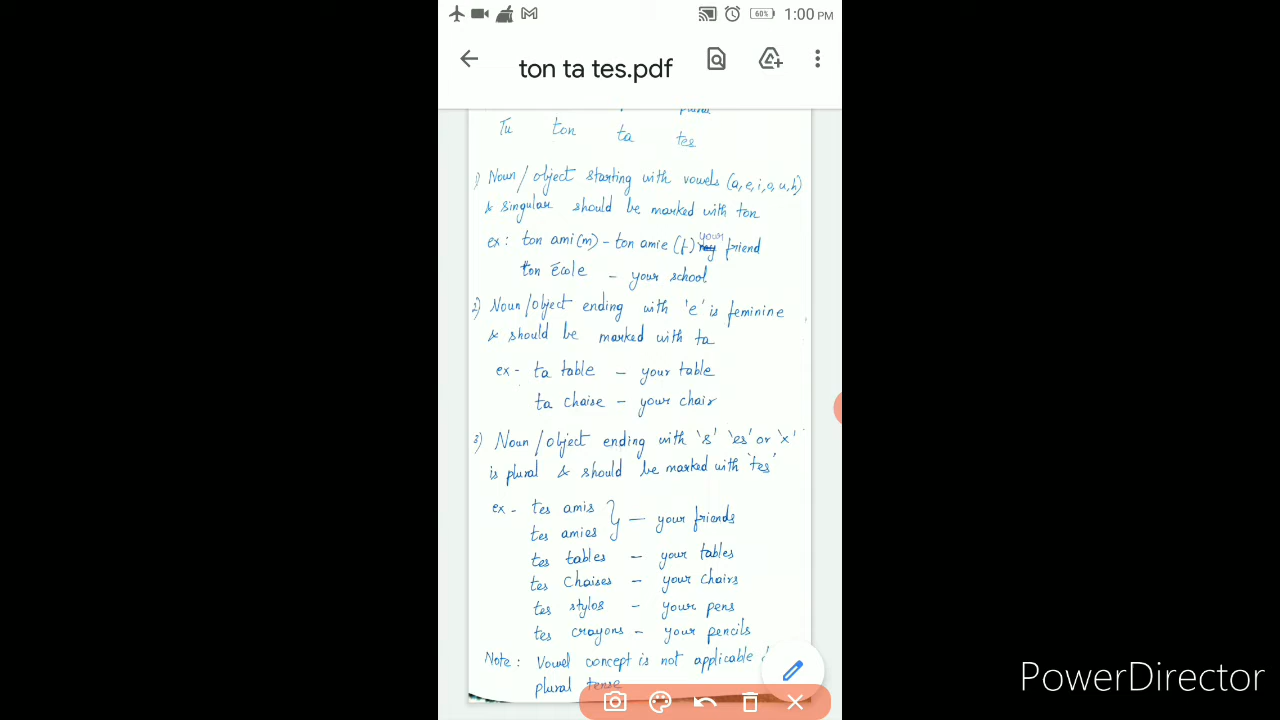 1:00 PM
60%
ton ta tes.pdf
plural
Tu ton ta tes
1) Noun/object starting with vowels (a,e,i,o,u,h)
& singular should be marked with ton
ex: ton ami(m) - ton amie (f) your friend
ton école - your school
2) Noun/object ending with 'e' is feminine
& should be marked with ta
ex- ta table - your table
ta chaise - your chair
3) Noun/object ending with 's' 'es' or 'x'
is plural & should be marked with 'tes'
ex- tes amis } - your friends
tes amies
tes tables - your tables
tes chaises - your chairs
tes stylos - your pens
tes crayons - your pencils
Note: Vowel concept is not applicable
plural tense
PowerDirector